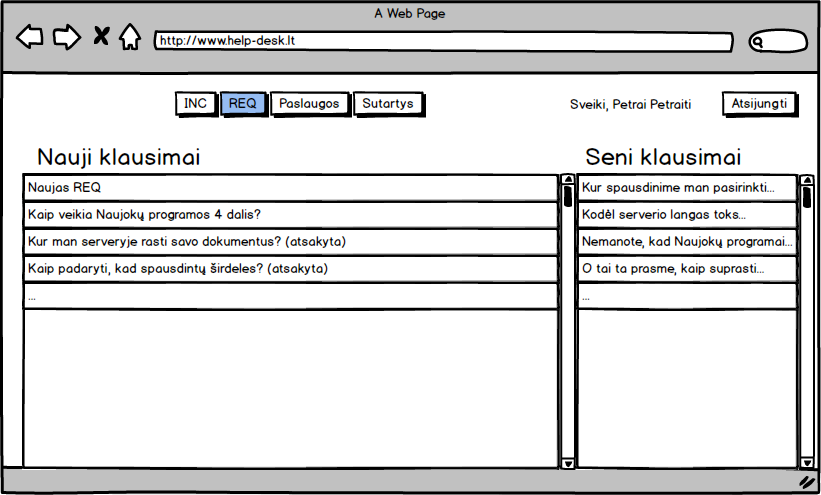 A Web Page
http://www.help-desk.lt
INC REQ Paslaugos Sutartys Sveiki, Petrai Petraiti Atsijungti
Nauji klausimai
Naujas REQ
Kaip veikia Naujokų programos 4 dalis?
Kur man serveryje rasti savo dokumentus? (atsakyta)
Kaip padaryti, kad spausdintų širdeles? (atsakyta)
...
Seni klausimai
Kur spausdinime man pasirinkti...
Kodėl serverio langas toks...
Nemanote, kad Naujokų programai...
O tai ta prasme, kaip suprasti...
...